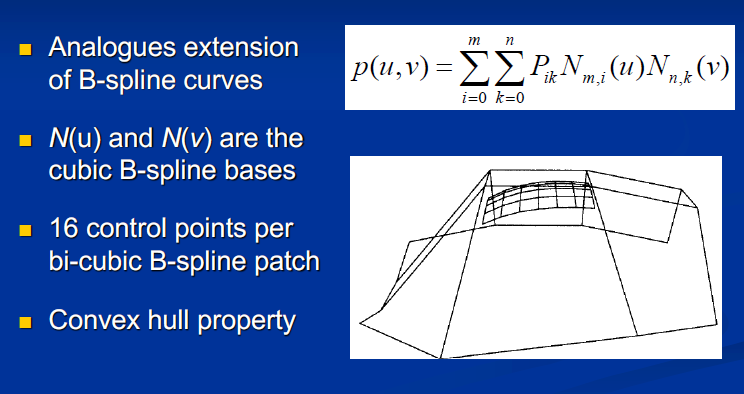 Analogues extension
of B-spline curves
N(u) and N(v) are the
cubic B-spline bases
16 control points per
bi-cubic B-spline patch
Convex hull property
p(u,v) = \sum_{i=0}^{m} \sum_{k=0}^{n} P_{ik} N_{m,i}(u) N_{n,k}(v)